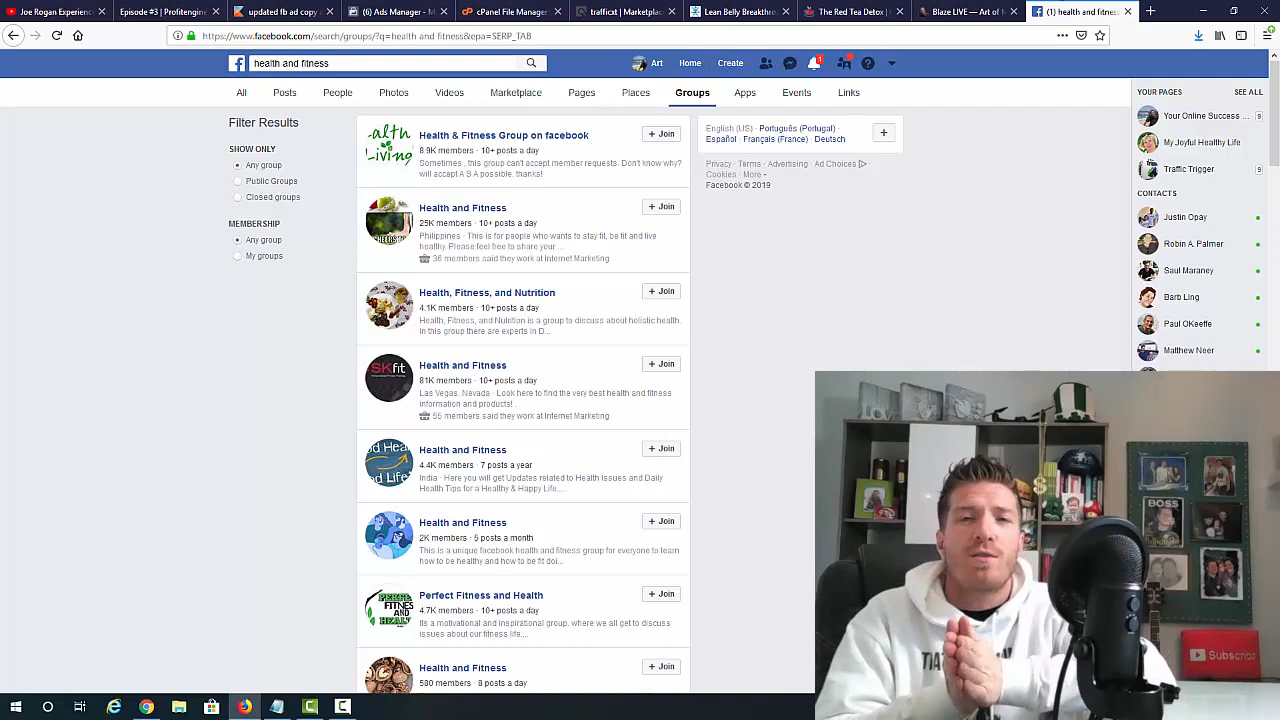 Joe Rogan Experienc
Episode #3 | Profitengine
updated fb ad copy
(6) Ads Manager - M
cPanel File Manager
trafficxt | Marketplac
Lean Belly Breakthro
The Red Tea Detox | C
Blaze LIVE — Art of M
(1) health and fitness
https://www.facebook.com/search/groups/?q=health and fitness&epa=SERP_TAB
health and fitness
Art
Home
Create
1
All
Posts
People
Photos
Videos
Marketplace
Pages
Places
Groups
Apps
Events
Links
Filter Results
SHOW ONLY
Any group
Public Groups
Closed groups
MEMBERSHIP
Any group
My groups
Health & Fitness Group on facebook
+ Join
8.9K members · 10+ posts a day
Sometimes , this group can't accept member requests. Don't know why?
will accept A S A possible. thanks!
Health and Fitness
+ Join
25K members · 10+ posts a day
Philippines · This is for people who wants to stay fit, be fit and live
healthy. Please feel free to share your ...
36 members said they work at Internet Marketing
Health, Fitness, and Nutrition
+ Join
4.1K members · 10+ posts a day
Health, Fitness, and Nutrition is a group to discuss about holistic health.
In this group there are experts in D...
SKfit
Health and Fitness
+ Join
81K members · 10+ posts a day
Las Vegas, Nevada · Look here to find the very best health and fitness
information and products! .
55 members said they work at Internet Marketing
Health and Fitness
+ Join
4.4K members · 7 posts a year
India · Here you will get Updates related to Health Issues and Daily
Health Tips for a Healthy & Happy Life....
Health and Fitness
+ Join
2K members · 5 posts a month
This is a unique facebook health and fitness group for everyone to learn
how to be healthy and how to be fit doi...
Perfect Fitness and Health
+ Join
4.7K members · 10+ posts a day
Its a motivational and inspirational group. where we all get to discuss
issues about our fitness life....
Health and Fitness
+ Join
580 members · 8 posts a day
English (US) · Português (Portugal) ·
Español · Français (France) · Deutsch
+
Privacy · Terms · Advertising · Ad Choices ·
Cookies · More
Facebook © 2019
YOUR PAGES
SEE ALL
Your Online Success ...
9
My Joyful Healthy Life
Traffic Trigger
9
CONTACTS
Justin Opay
Robin A. Palmer
Saul Maraney
Barb Ling
Paul OKeeffe
Matthew Neer
BOSS
Subscribe